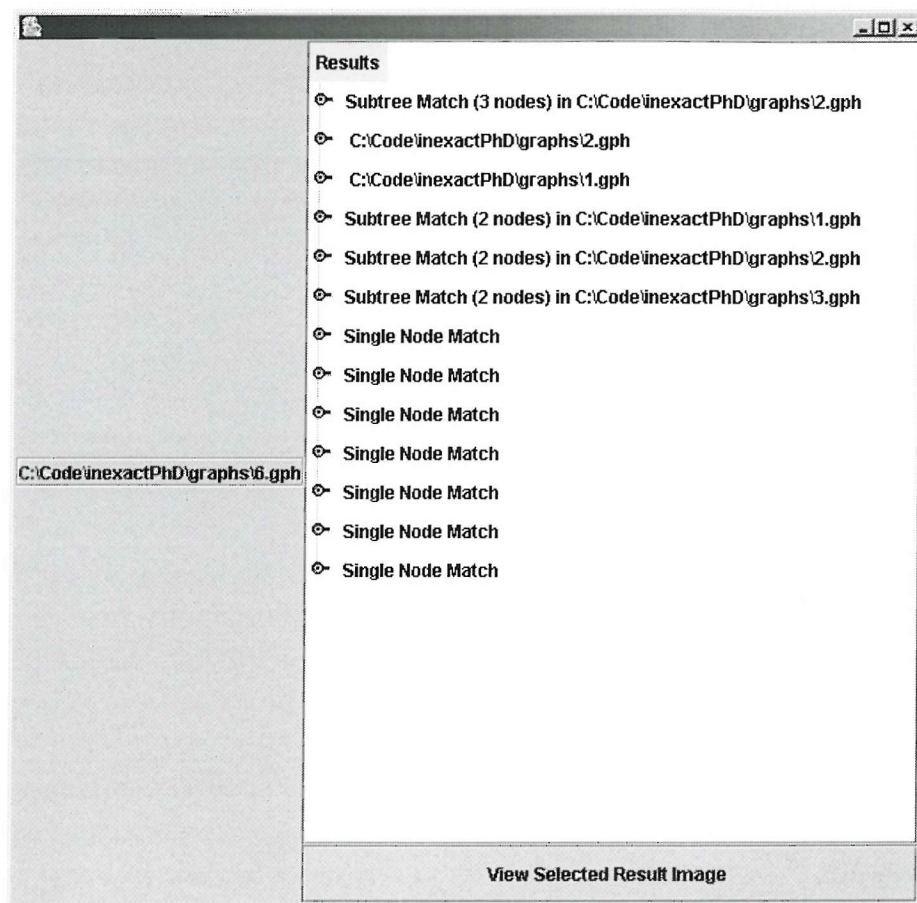 Results
Subtree Match (3 nodes) in C:\Code\inexactPhD\graphs\2.gph
C:\Code\inexactPhD\graphs\2.gph
C:\Code\inexactPhD\graphs\1.gph
Subtree Match (2 nodes) in C:\Code\inexactPhD\graphs\1.gph
Subtree Match (2 nodes) in C:\Code\inexactPhD\graphs\2.gph
Subtree Match (2 nodes) in C:\Code\inexactPhD\graphs\3.gph
Single Node Match
Single Node Match
Single Node Match
Single Node Match
Single Node Match
Single Node Match
Single Node Match
C:\Code\inexactPhD\graphs\6.gph
View Selected Result Image